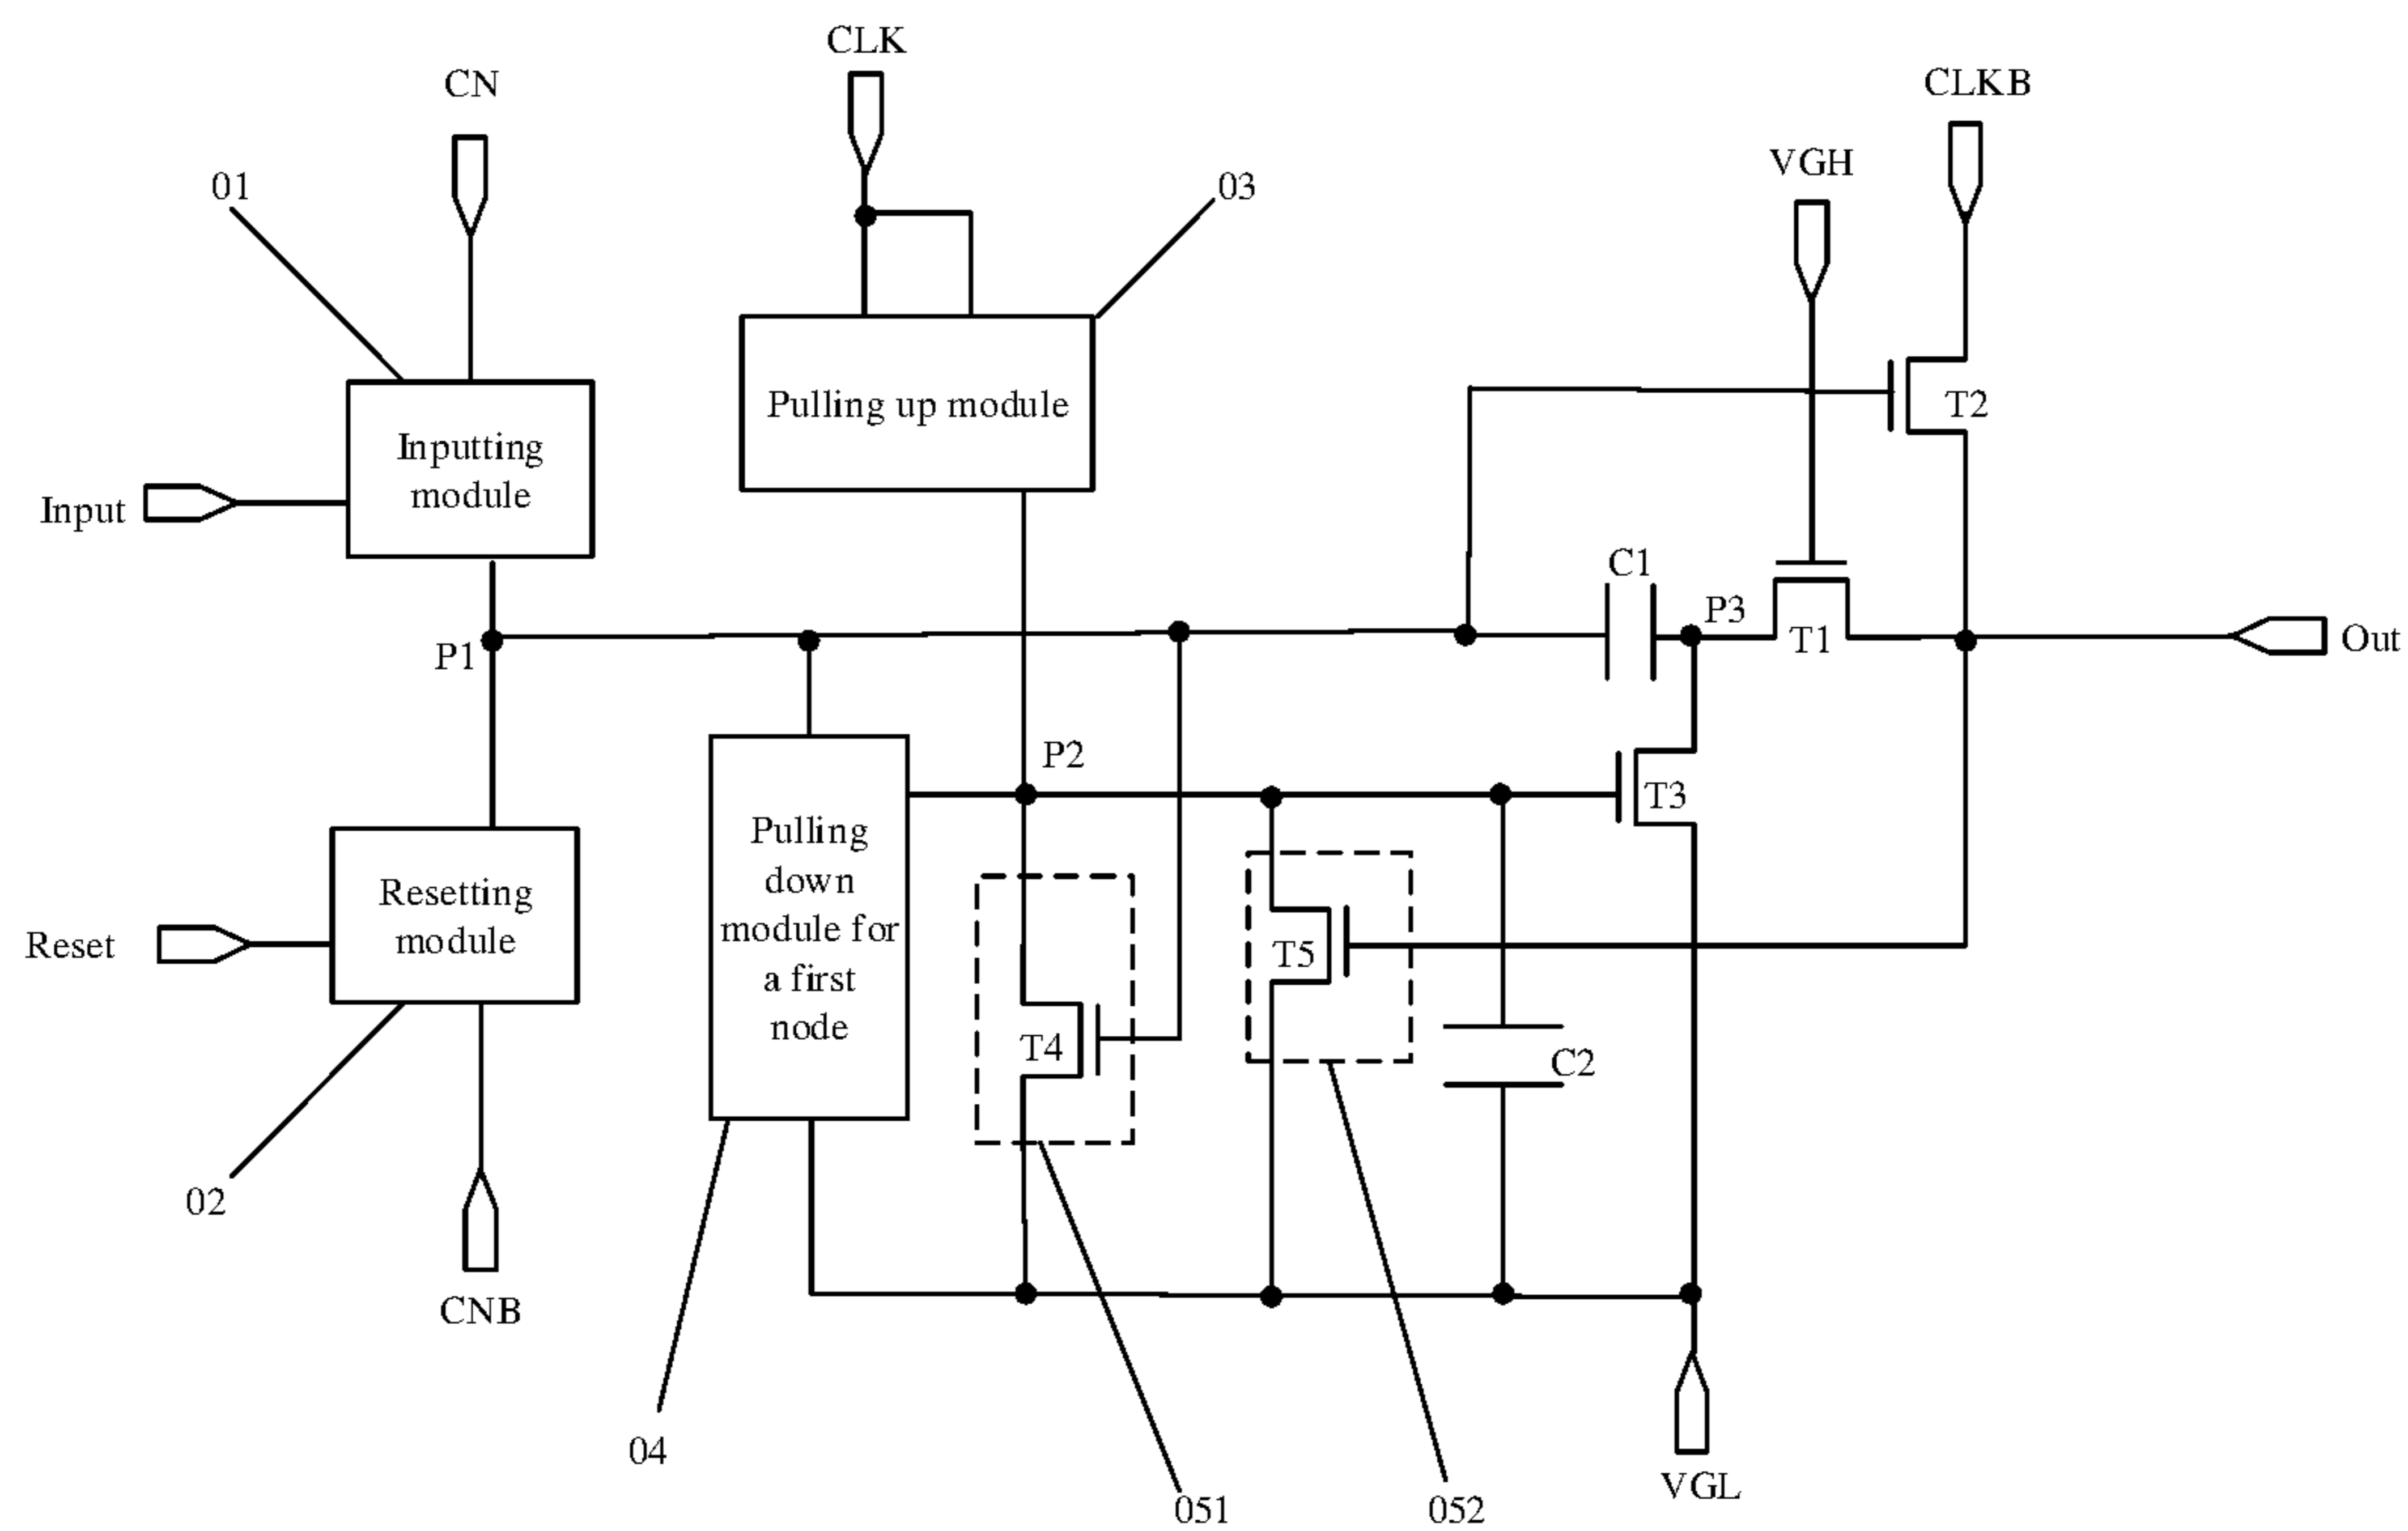 CLK
CN
CLKB
VGH
01
03
Pulling up module
T2
Inputting
module
Input
C1
P3
T1
Out
P1
P2
T3
Pulling
down
module for
a first
node
Resetting
module
Reset
T5
T4
C2
02
CNB
04
VGL
051
052